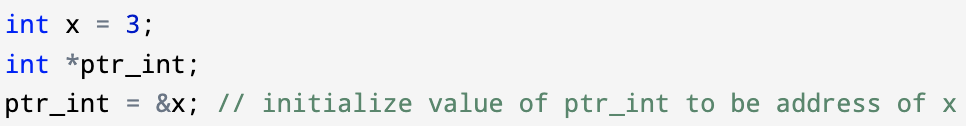 int x = 3;
int *ptr_int;
ptr_int = &x; // initialize value of ptr_int to be address of x